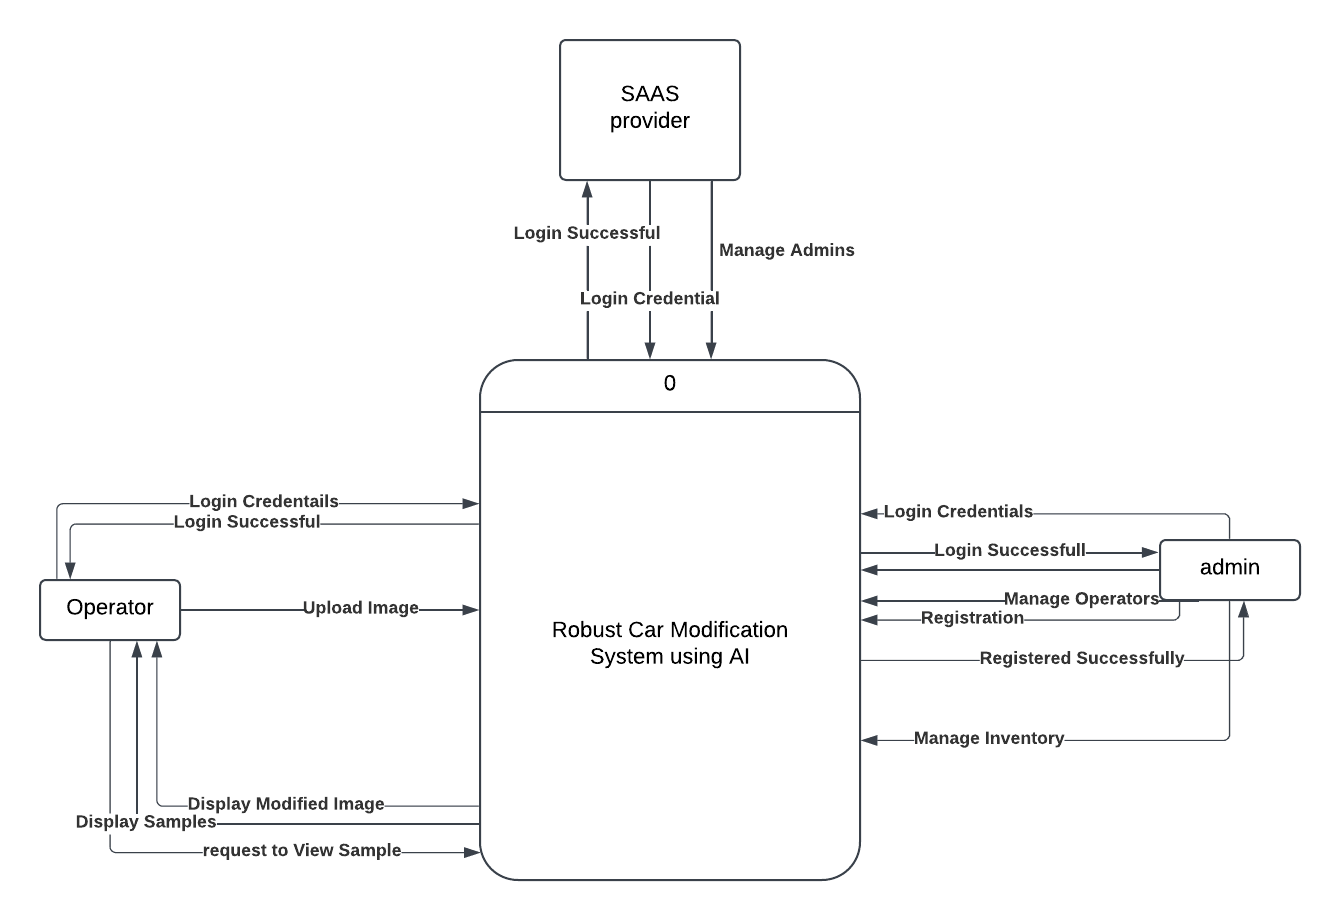 SAAS
provider
Login Successful
Manage Admins
Login Credential
0
Login Credentails
Login Successful
Login Credentials
Login Successfull
admin
Operator
Upload Image
Manage Operators
Registration
Robust Car Modification
System using AI
Registered Successfully
Manage Inventory
Display Modified Image
Display Samples
request to View Sample